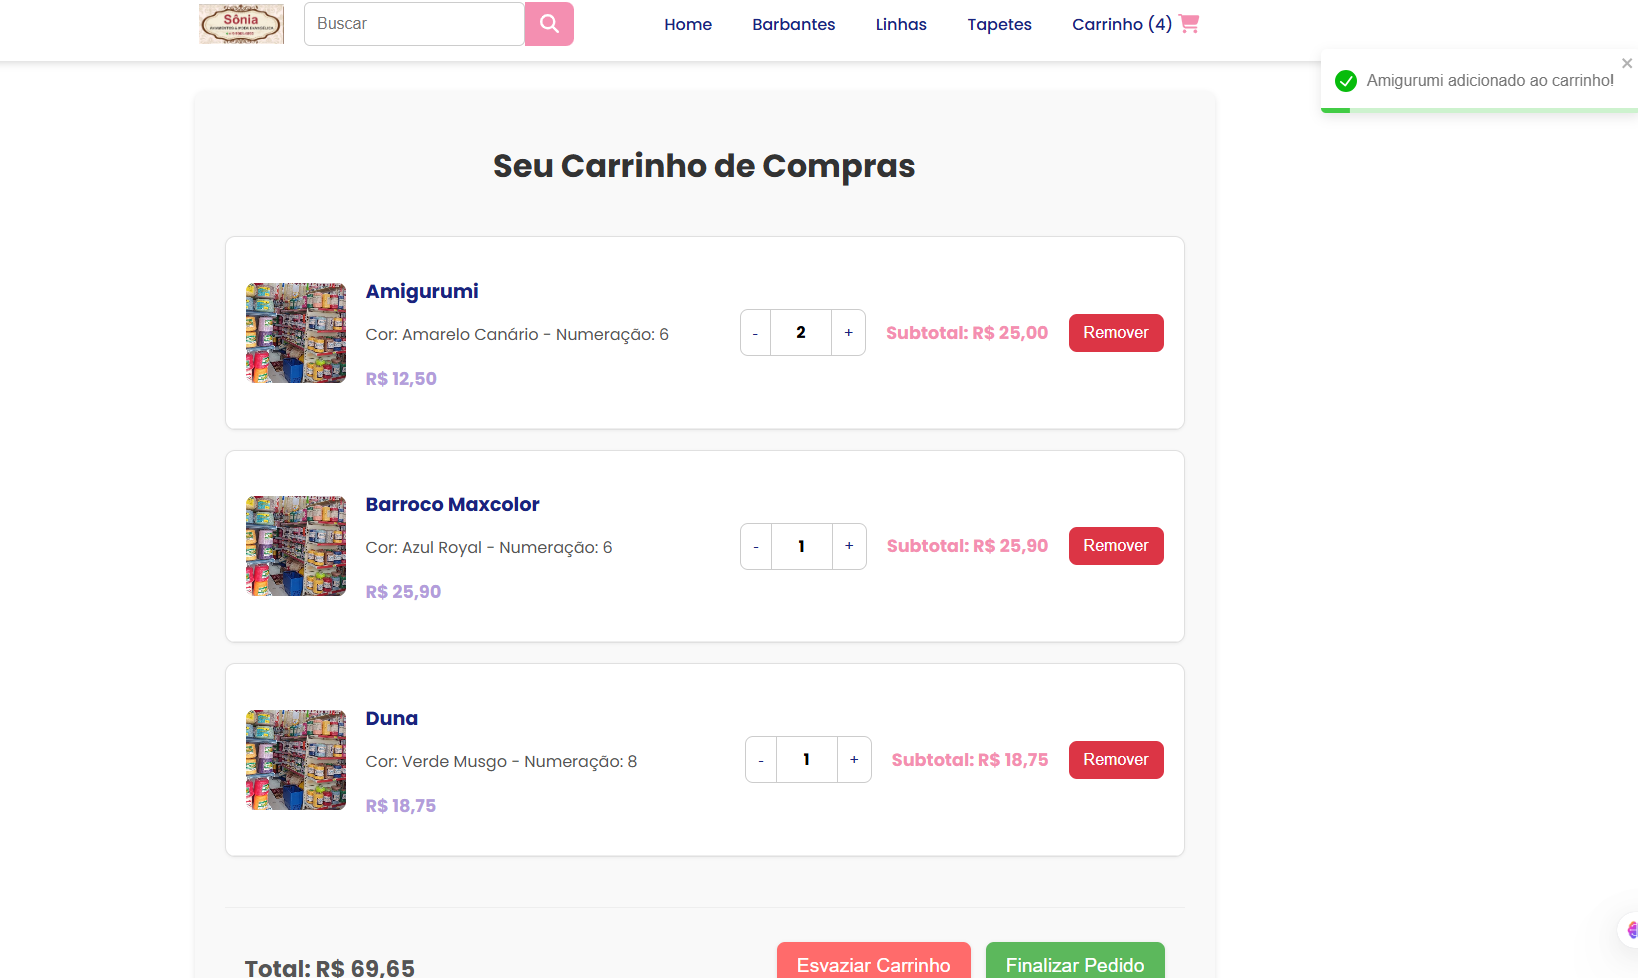 Sônia
Buscar
Home
Barbantes
Linhas
Tapetes
Carrinho (4)
Amigurumi adicionado ao carrinho!
Seu Carrinho de Compras
Amigurumi
Cor: Amarelo Canário - Numeração: 6
R$ 12,50
- 2 +
Subtotal: R$ 25,00
Remover
Barroco Maxcolor
Cor: Azul Royal - Numeração: 6
R$ 25,90
- 1 +
Subtotal: R$ 25,90
Remover
Duna
Cor: Verde Musgo - Numeração: 8
R$ 18,75
- 1 +
Subtotal: R$ 18,75
Remover
Total: R$ 69,65
Esvaziar Carrinho
Finalizar Pedido